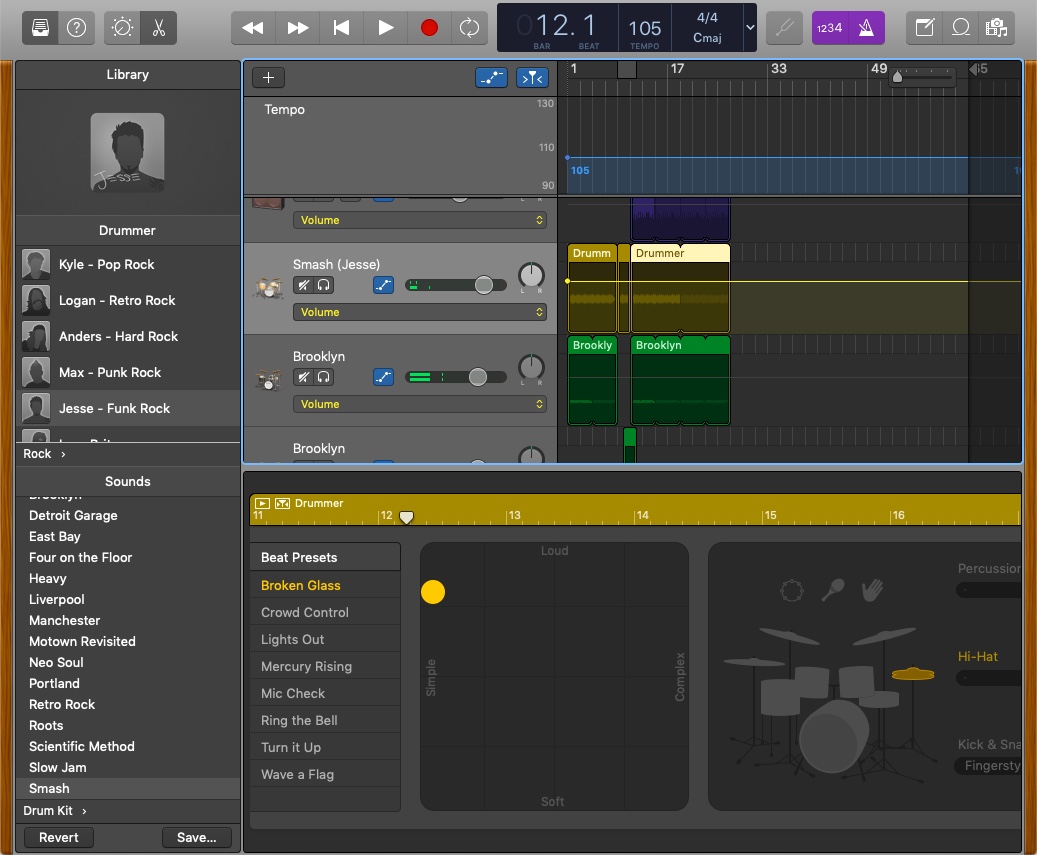 012.1
BAR
BEAT
105
TEMPO
4/4
Cmaj
1234
Library
JESSE
Drummer
Kyle - Pop Rock
Logan - Retro Rock
Anders - Hard Rock
Max - Punk Rock
Jesse - Funk Rock
Rock ›
Sounds
Brooklyn
Detroit Garage
East Bay
Four on the Floor
Heavy
Liverpool
Manchester
Motown Revisited
Neo Soul
Portland
Retro Rock
Roots
Scientific Method
Slow Jam
Smash
Drum Kit ›
Revert
Save...
+
1
17
33
49
65
Tempo
130
110
90
105
L R
Volume
Smash (Jesse)
L R
Volume
Drumm
Drummer
Brooklyn
L R
Volume
Brookly
Brooklyn
Brooklyn
Drummer
11
12
13
14
15
16
Beat Presets
Broken Glass
Crowd Control
Lights Out
Mercury Rising
Mic Check
Ring the Bell
Turn it Up
Wave a Flag
Loud
Simple
Complex
Soft
Percussion
Hi-Hat
Kick & Sna
Fingersty